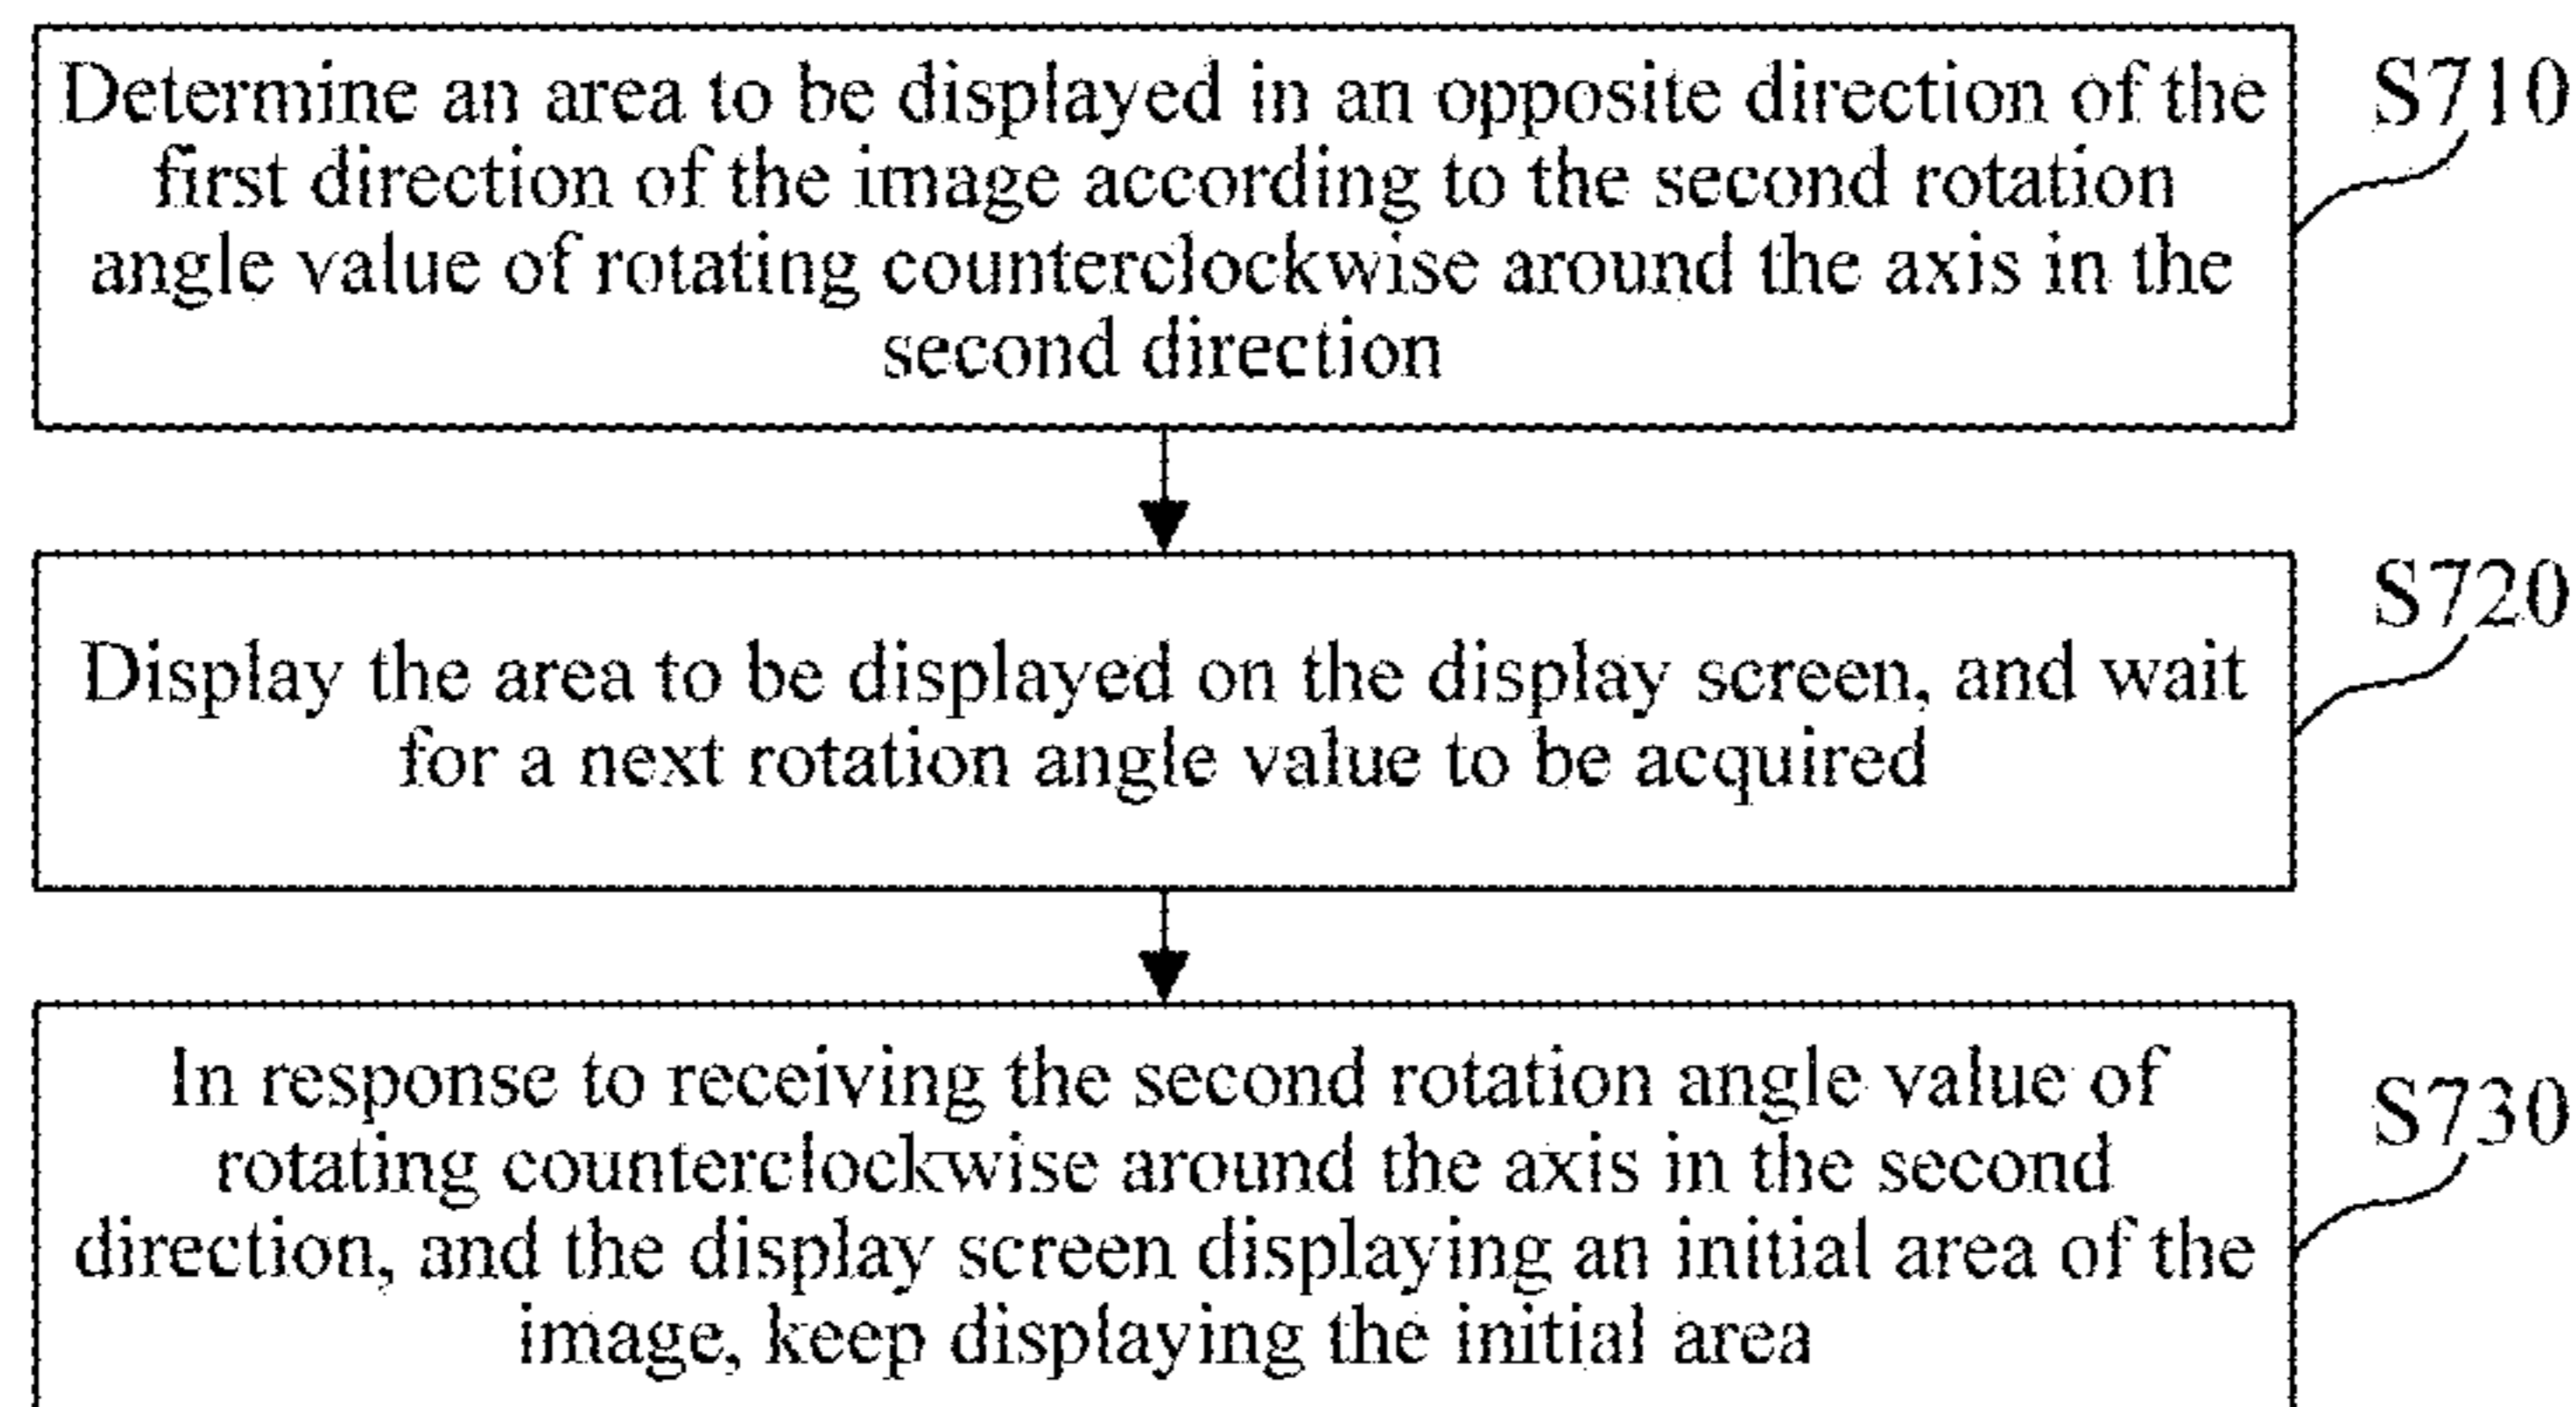 Determine an area to be displayed in an opposite direction of the
first direction of the image according to the second rotation
angle value of rotating counterclockwise around the axis in the
second direction
S710
Display the area to be displayed on the display screen, and wait
for a next rotation angle value to be acquired
S720
In response to receiving the second rotation angle value of
rotating counterclockwise around the axis in the second
direction, and the display screen displaying an initial area of the
image, keep displaying the initial area
S730